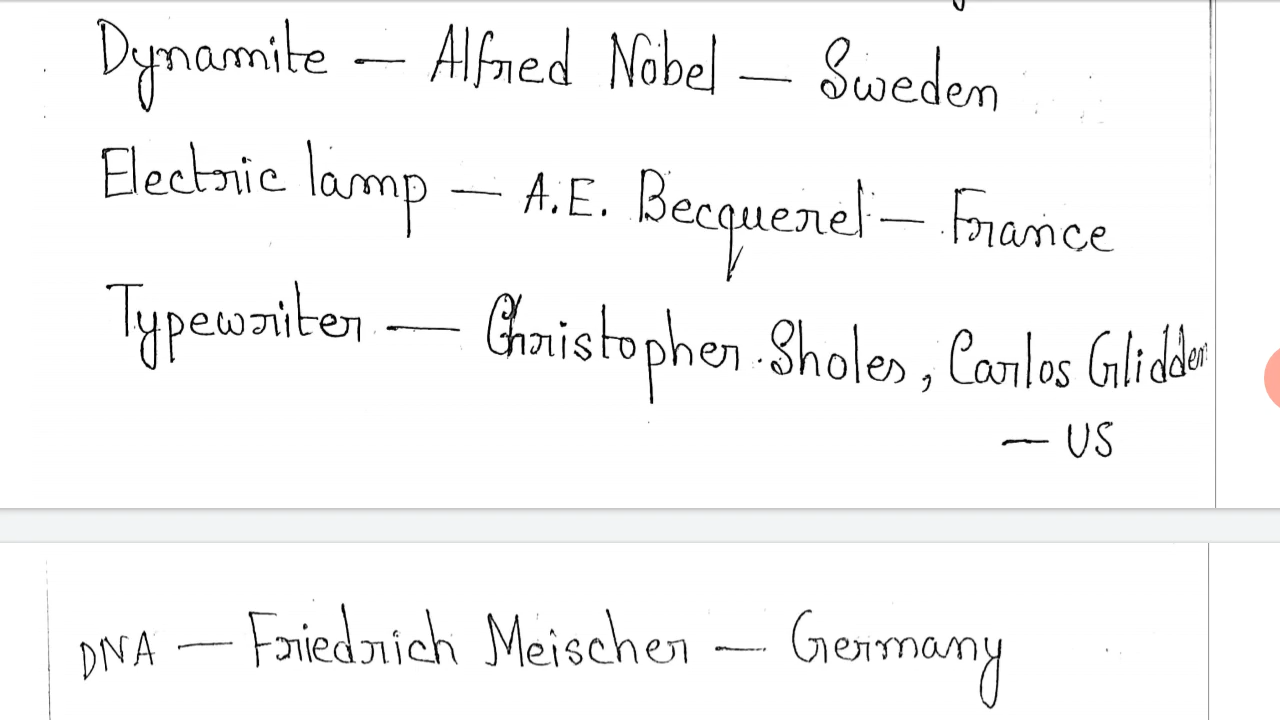 Dynamite — Alfred Nobel — Sweden
Electric lamp — A.E. Becquerel — France
Typewriter — Christopher Sholes, Carlos Glidden
— US
DNA — Friedrich Meischer — Germany